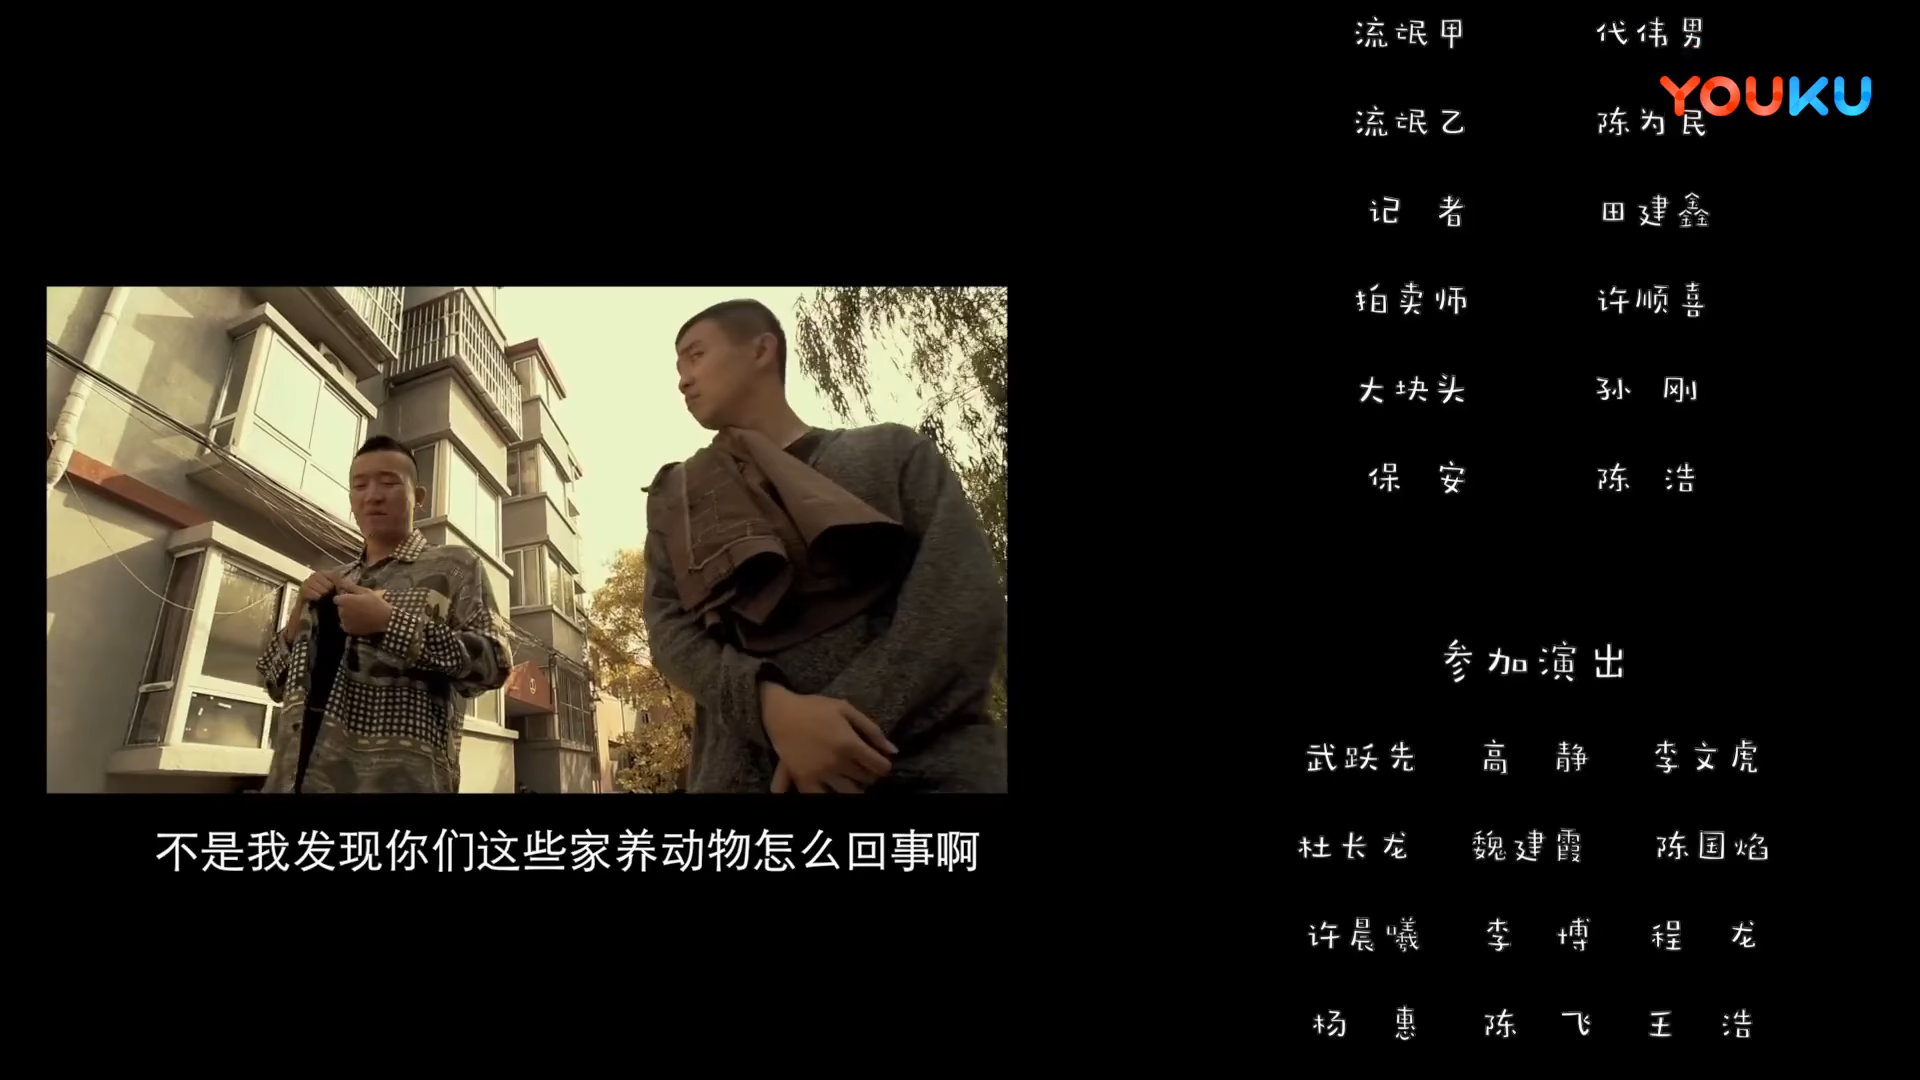 流氓甲 代伟男
YOUKU
流氓乙 陈为民
记 者 田建鑫
拍卖师 许顺喜
大块头 孙 刚
保 安 陈 浩
参加演出
武跃先 高 静 李文虎
杜长龙 魏建霞 陈国焰
许晨曦 李 博 程 龙
杨 惠 陈 飞 王 浩
不是我发现你们这些家养动物怎么回事啊